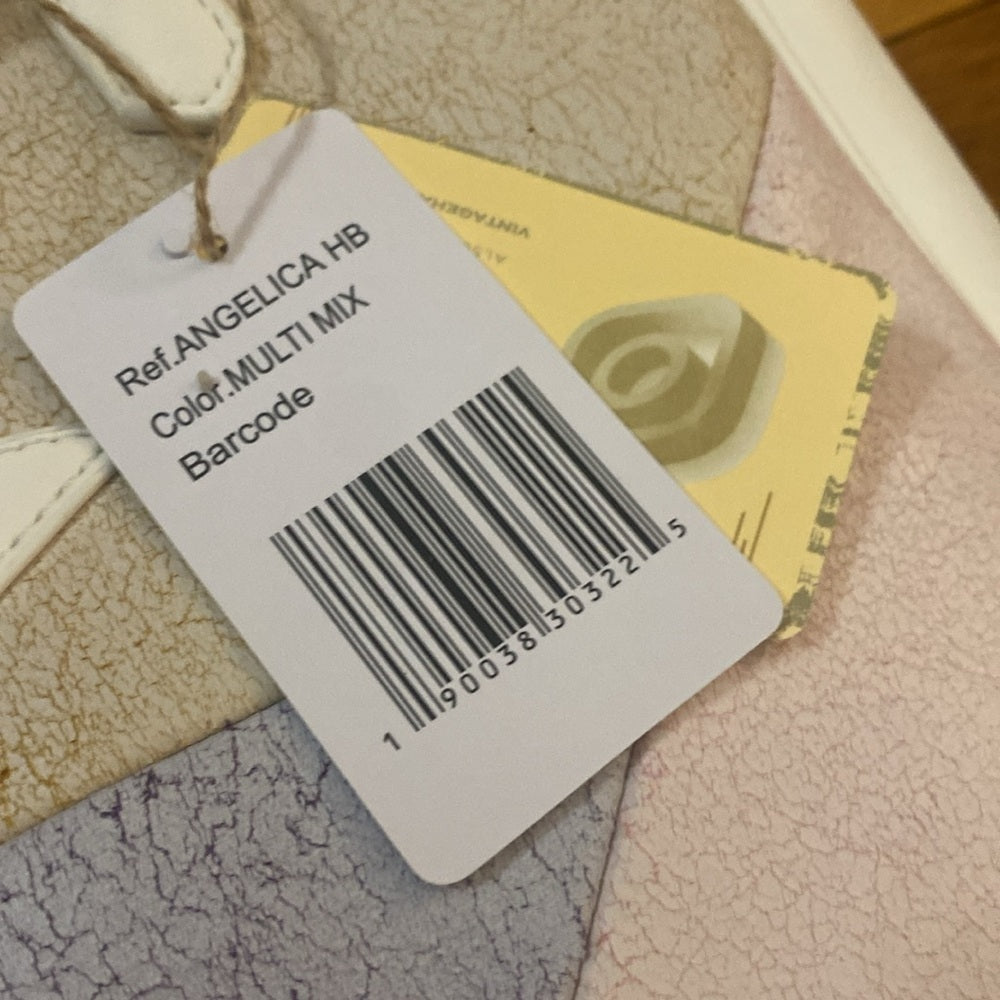 Ref.ANGELICA HB
Color.MULTI MIX
Barcode
1 90038 30322 5